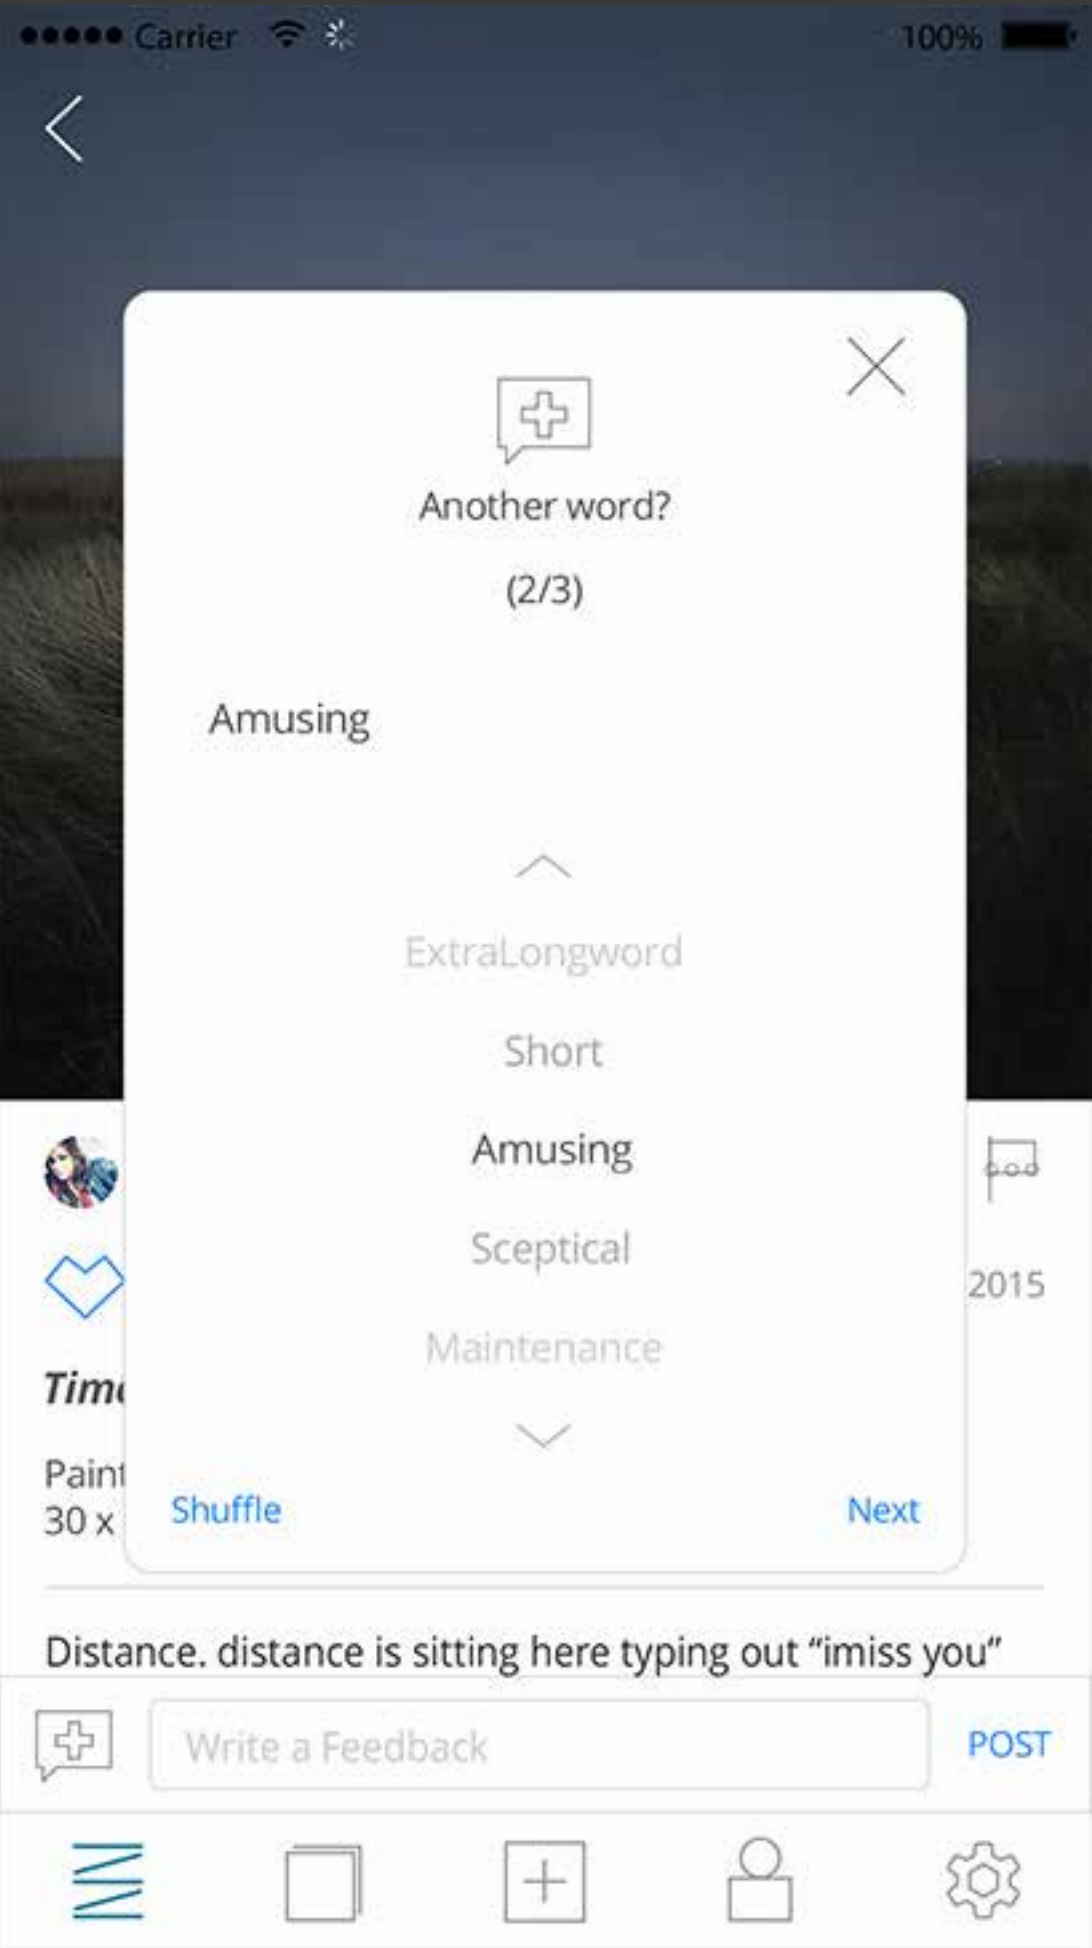 Carrier 100%
Another word?
(2/3)
Amusing
ExtraLongword
Short
Amusing
Sceptical
Maintenance
2015
30 x
Shuffle Next
Distance. distance is sitting here typing out “imiss you”
Write a Feedback POST